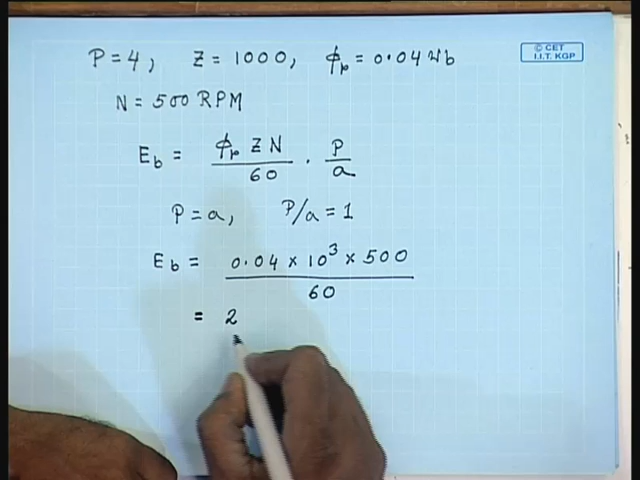 P = 4, Z = 1000, ϕp = 0.04 Wb
© CET
I.I.T. KGP
N = 500 RPM
Eb = ϕp Z N / 60 · P / a
P = a, P/a = 1
Eb = 0.04 × 10³ × 500 / 60
= 2